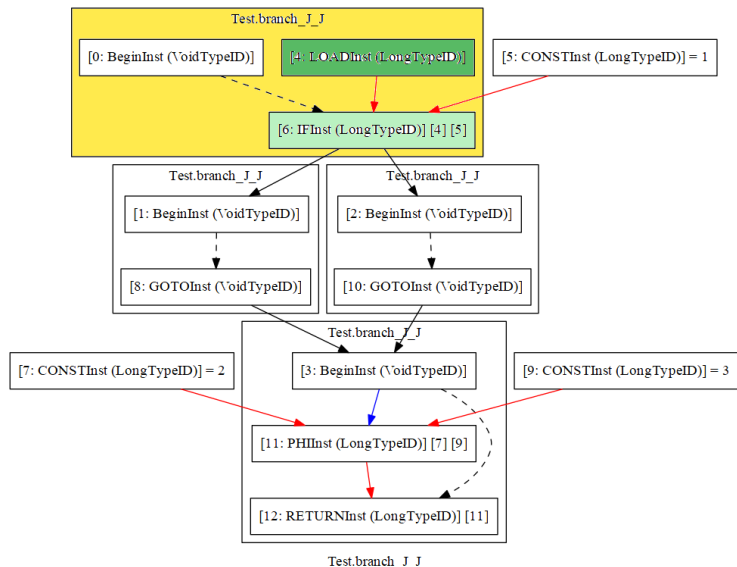 Test.branch_J_J
[0: BeginInst (VoidTypeID)]
[4: LOADInst (LongTypeID)]
[5: CONSTInst (LongTypeID)] = 1
[6: IFInst (LongTypeID)] [4] [5]
Test.branch_J_J
Test.branch_J_J
[1: BeginInst (VoidTypeID)]
[2: BeginInst (VoidTypeID)]
[8: GOTOInst (VoidTypeID)]
[10: GOTOInst (VoidTypeID)]
Test.branch_J_J
[7: CONSTInst (LongTypeID)] = 2
[3: BeginInst (VoidTypeID)]
[9: CONSTInst (LongTypeID)] = 3
[11: PHIInst (LongTypeID)] [7] [9]
[12: RETURNInst (LongTypeID)] [11]
Test.branch_J_J